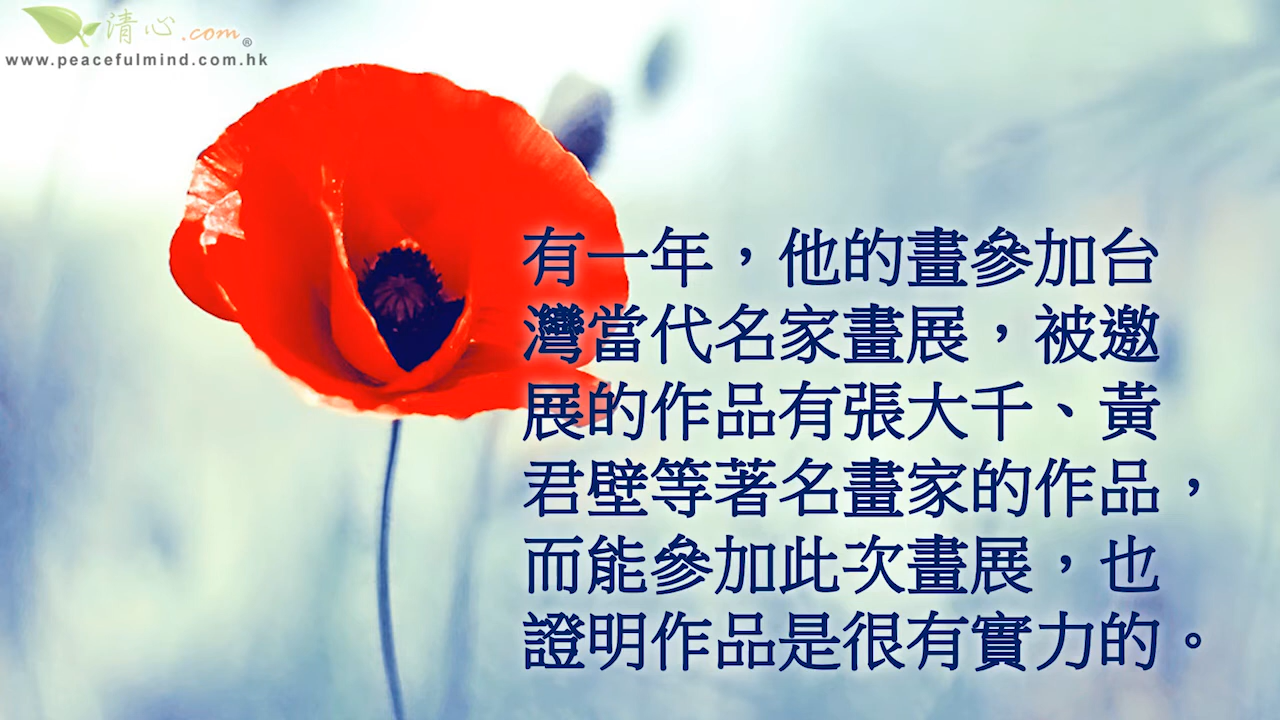 清心.com®
www.peacefulmind.com.hk
有一年，他的畫參加台
灣當代名家畫展，被邀
展的作品有張大千、黃
君壁等著名畫家的作品，
而能參加此次畫展，也
證明作品是很有實力的。